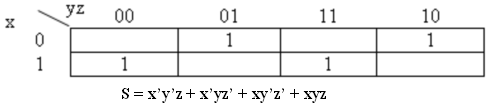 yz 00 01 11 10
x
0 1 1
1 1 1
S = x’y’z + x’yz’ + xy’z’ + xyz